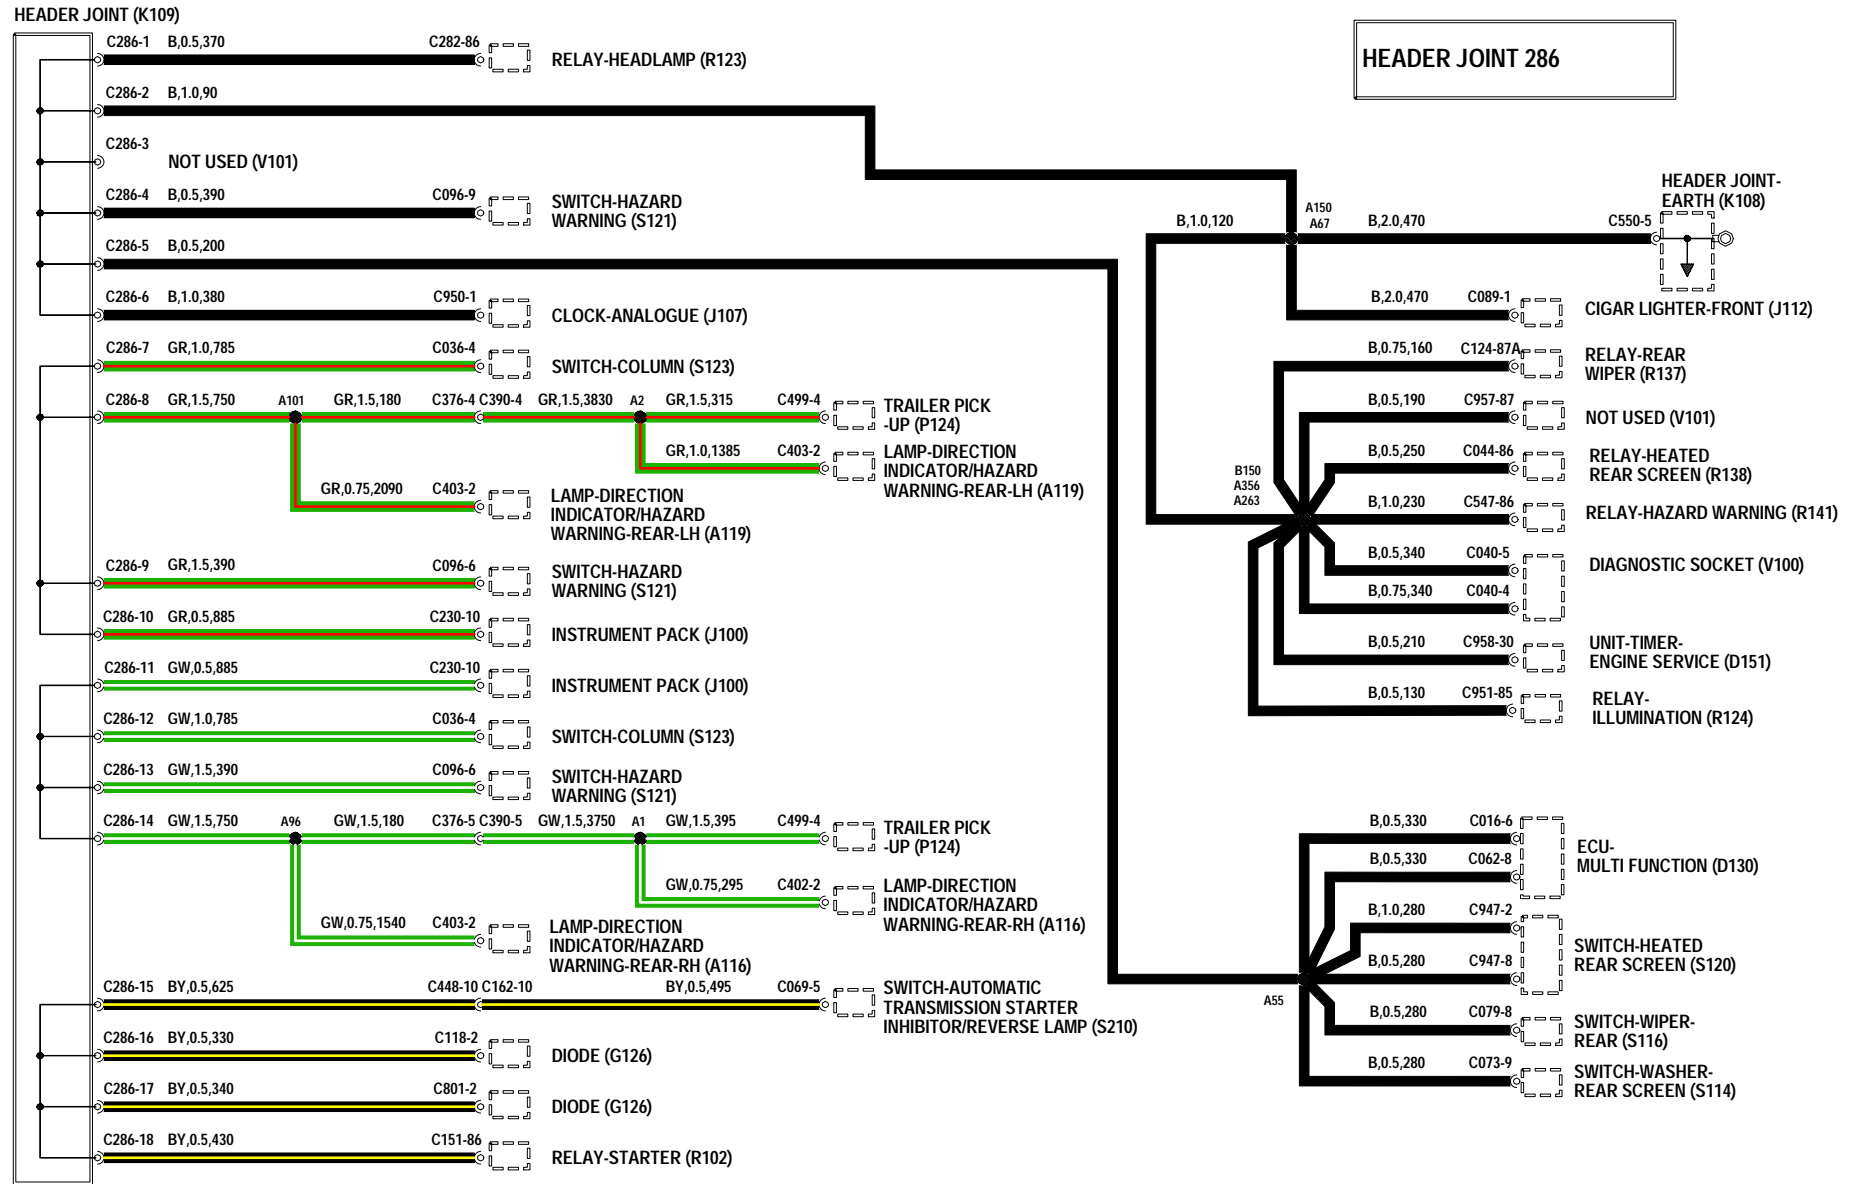 HEADER JOINT (K109)
HEADER JOINT 286
C286-1 B,0.5,370 C282-86
RELAY-HEADLAMP (R123)
C286-2 B,1.0,90
C286-3
NOT USED (V101)
C286-4 B,0.5,390 C096-9
SWITCH-HAZARD
WARNING (S121)
C286-5 B,0.5,200
C286-6 B,1.0,380 C950-1
CLOCK-ANALOGUE (J107)
C286-7 GR,1.0,785 C036-4
SWITCH-COLUMN (S123)
C286-8 GR,1.5,750 A101 GR,1.5,180 C376-4 C390-4 GR,1.5,3830 A2 GR,1.5,315 C499-4
TRAILER PICK
-UP (P124)
GR,1.0,1385 C403-2
LAMP-DIRECTION
INDICATOR/HAZARD
WARNING-REAR-LH (A119)
GR,0.75,2090 C403-2
LAMP-DIRECTION
INDICATOR/HAZARD
WARNING-REAR-LH (A119)
C286-9 GR,1.5,390 C096-6
SWITCH-HAZARD
WARNING (S121)
C286-10 GR,0.5,885 C230-10
INSTRUMENT PACK (J100)
C286-11 GW,0.5,885 C230-10
INSTRUMENT PACK (J100)
C286-12 GW,1.0,785 C036-4
SWITCH-COLUMN (S123)
C286-13 GW,1.5,390 C096-6
SWITCH-HAZARD
WARNING (S121)
C286-14 GW,1.5,750 A96 GW,1.5,180 C376-5 C390-5 GW,1.5,3750 A1 GW,1.5,395 C499-4
TRAILER PICK
-UP (P124)
GW,0.75,295 C402-2
LAMP-DIRECTION
INDICATOR/HAZARD
WARNING-REAR-RH (A116)
GW,0.75,1540 C403-2
LAMP-DIRECTION
INDICATOR/HAZARD
WARNING-REAR-RH (A116)
C286-15 BY,0.5,625 C448-10 C162-10 BY,0.5,495 C069-5
SWITCH-AUTOMATIC
TRANSMISSION STARTER
INHIBITOR/REVERSE LAMP (S210)
C286-16 BY,0.5,330 C118-2
DIODE (G126)
C286-17 BY,0.5,340 C801-2
DIODE (G126)
C286-18 BY,0.5,430 C151-86
RELAY-STARTER (R102)
HEADER JOINT-
EARTH (K108)
A150
A67
B,1.0,120 B,2.0,470 C550-5
B,2.0,470 C089-1
CIGAR LIGHTER-FRONT (J112)
B,0.75,160 C124-87A
RELAY-REAR
WIPER (R137)
B,0.5,190 C957-87
NOT USED (V101)
B,0.5,250 C044-86
RELAY-HEATED
REAR SCREEN (R138)
B150
A356
A263
B,1.0,230 C547-86
RELAY-HAZARD WARNING (R141)
B,0.5,340 C040-5
DIAGNOSTIC SOCKET (V100)
B,0.75,340 C040-4
B,0.5,210 C958-30
UNIT-TIMER-
ENGINE SERVICE (D151)
B,0.5,130 C951-85
RELAY-
ILLUMINATION (R124)
B,0.5,330 C016-6
ECU-
MULTI FUNCTION (D130)
B,0.5,330 C062-8
B,1.0,280 C947-2
SWITCH-HEATED
REAR SCREEN (S120)
B,0.5,280 C947-8
A55
B,0.5,280 C079-8
SWITCH-WIPER-
REAR (S116)
B,0.5,280 C073-9
SWITCH-WASHER-
REAR SCREEN (S114)